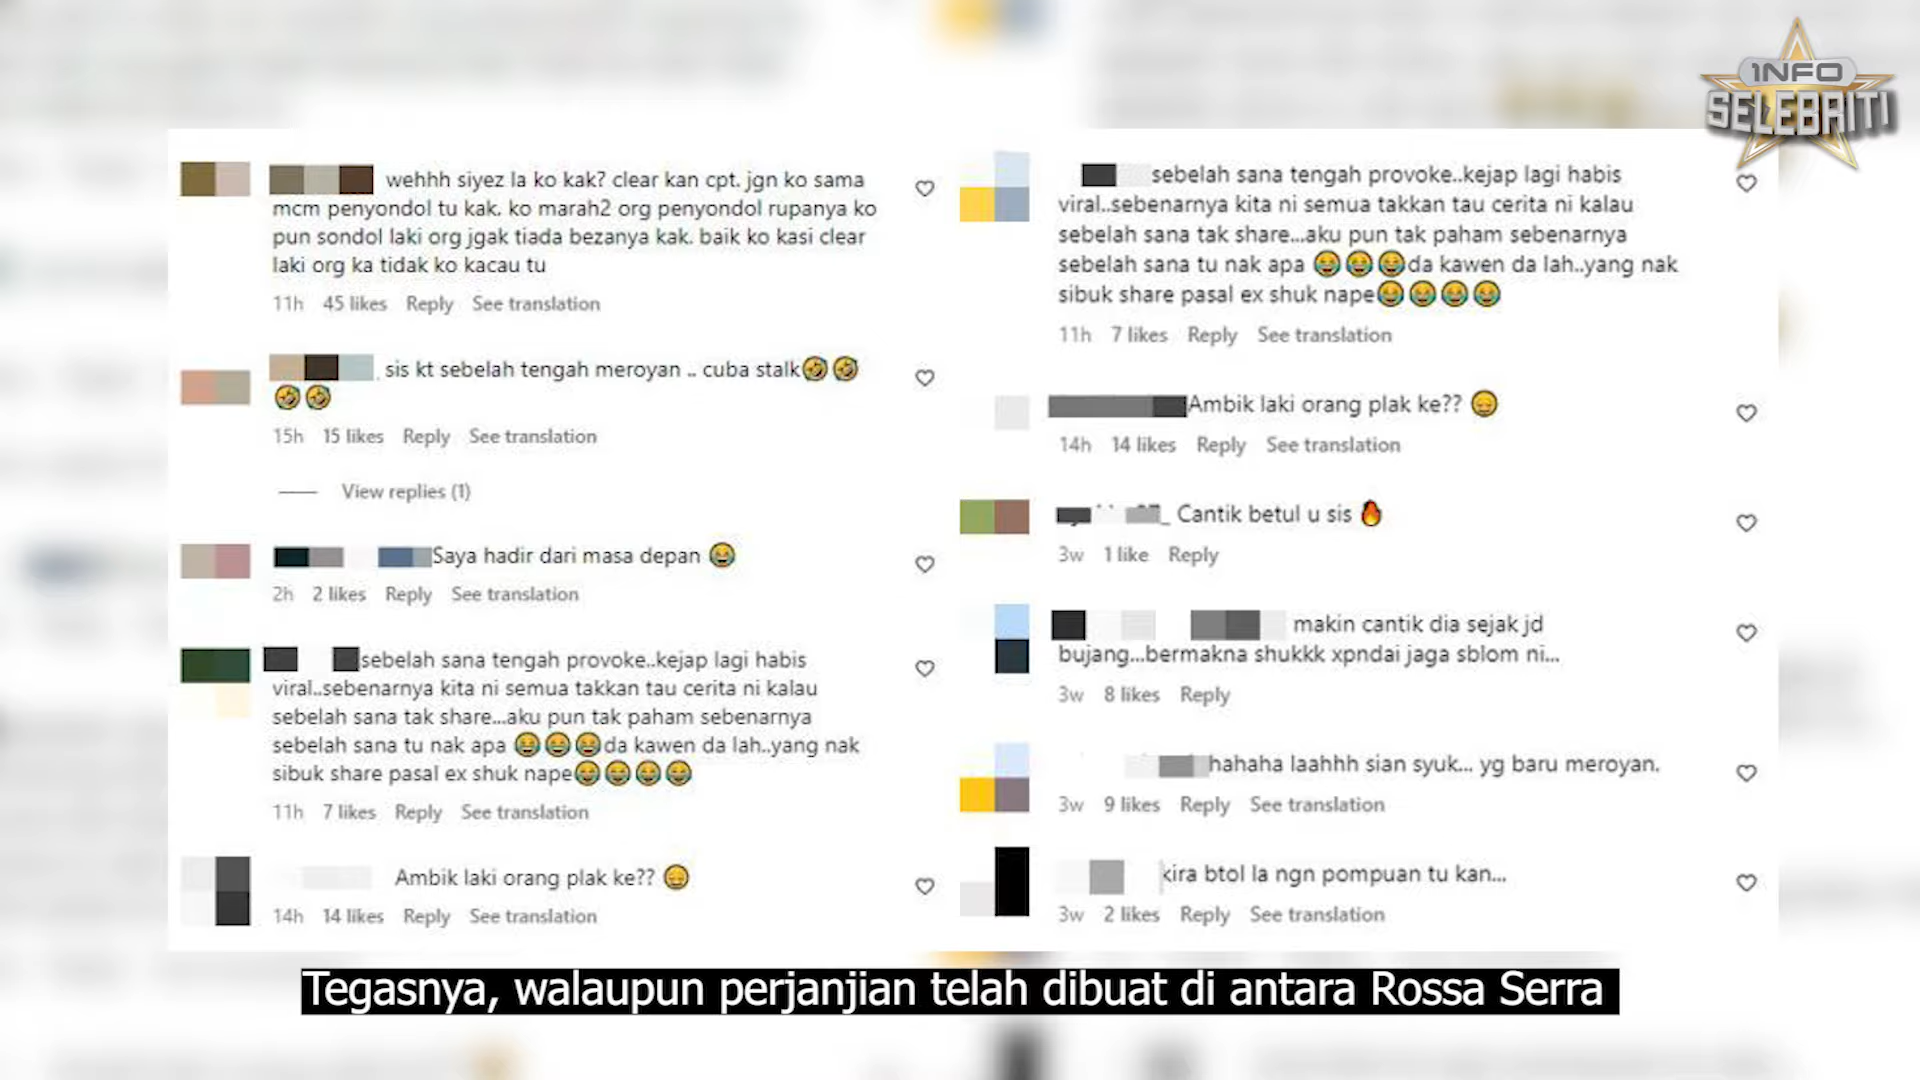 1NFO
SELEBRITI
wehhh siyez la ko kak? clear kan cpt. jgn ko sama
mcm penyondol tu kak. ko marah2 org penyondol rupanya ko
pun sondol laki org jgak tiada bezanya kak. baik ko kasi clear
laki org ka tidak ko kacau tu
11h 45 likes Reply See translation
sis kt sebelah tengah meroyan .. cuba stalk🤣🤣
🤣🤣
15h 15 likes Reply See translation
View replies (1)
Saya hadir dari masa depan 😂
2h 2 likes Reply See translation
sebelah sana tengah provoke..kejap lagi habis
viral..sebenarnya kita ni semua takkan tau cerita ni kalau
sebelah sana tak share...aku pun tak paham sebenarnya
sebelah sana tu nak apa 😂😂😂da kawen da lah..yang nak
sibuk share pasal ex shuk nape😂😂😂😂
11h 7 likes Reply See translation
Ambik laki orang plak ke?? 😑
14h 14 likes Reply See translation
sebelah sana tengah provoke..kejap lagi habis
viral..sebenarnya kita ni semua takkan tau cerita ni kalau
sebelah sana tak share...aku pun tak paham sebenarnya
sebelah sana tu nak apa 😂😂😂da kawen da lah..yang nak
sibuk share pasal ex shuk nape😂😂😂😂
11h 7 likes Reply See translation
Ambik laki orang plak ke?? 😑
14h 14 likes Reply See translation
Cantik betul u sis 🔥
3w 1 like Reply
makin cantik dia sejak jd
bujang...bermakna shukkk xpndai jaga sblom ni...
3w 8 likes Reply
hahaha laahhh sian syuk... yg baru meroyan.
3w 9 likes Reply See translation
kira btol la ngn pompuan tu kan...
3w 2 likes Reply See translation
Tegasnya, walaupun perjanjian telah dibuat di antara Rossa Serra